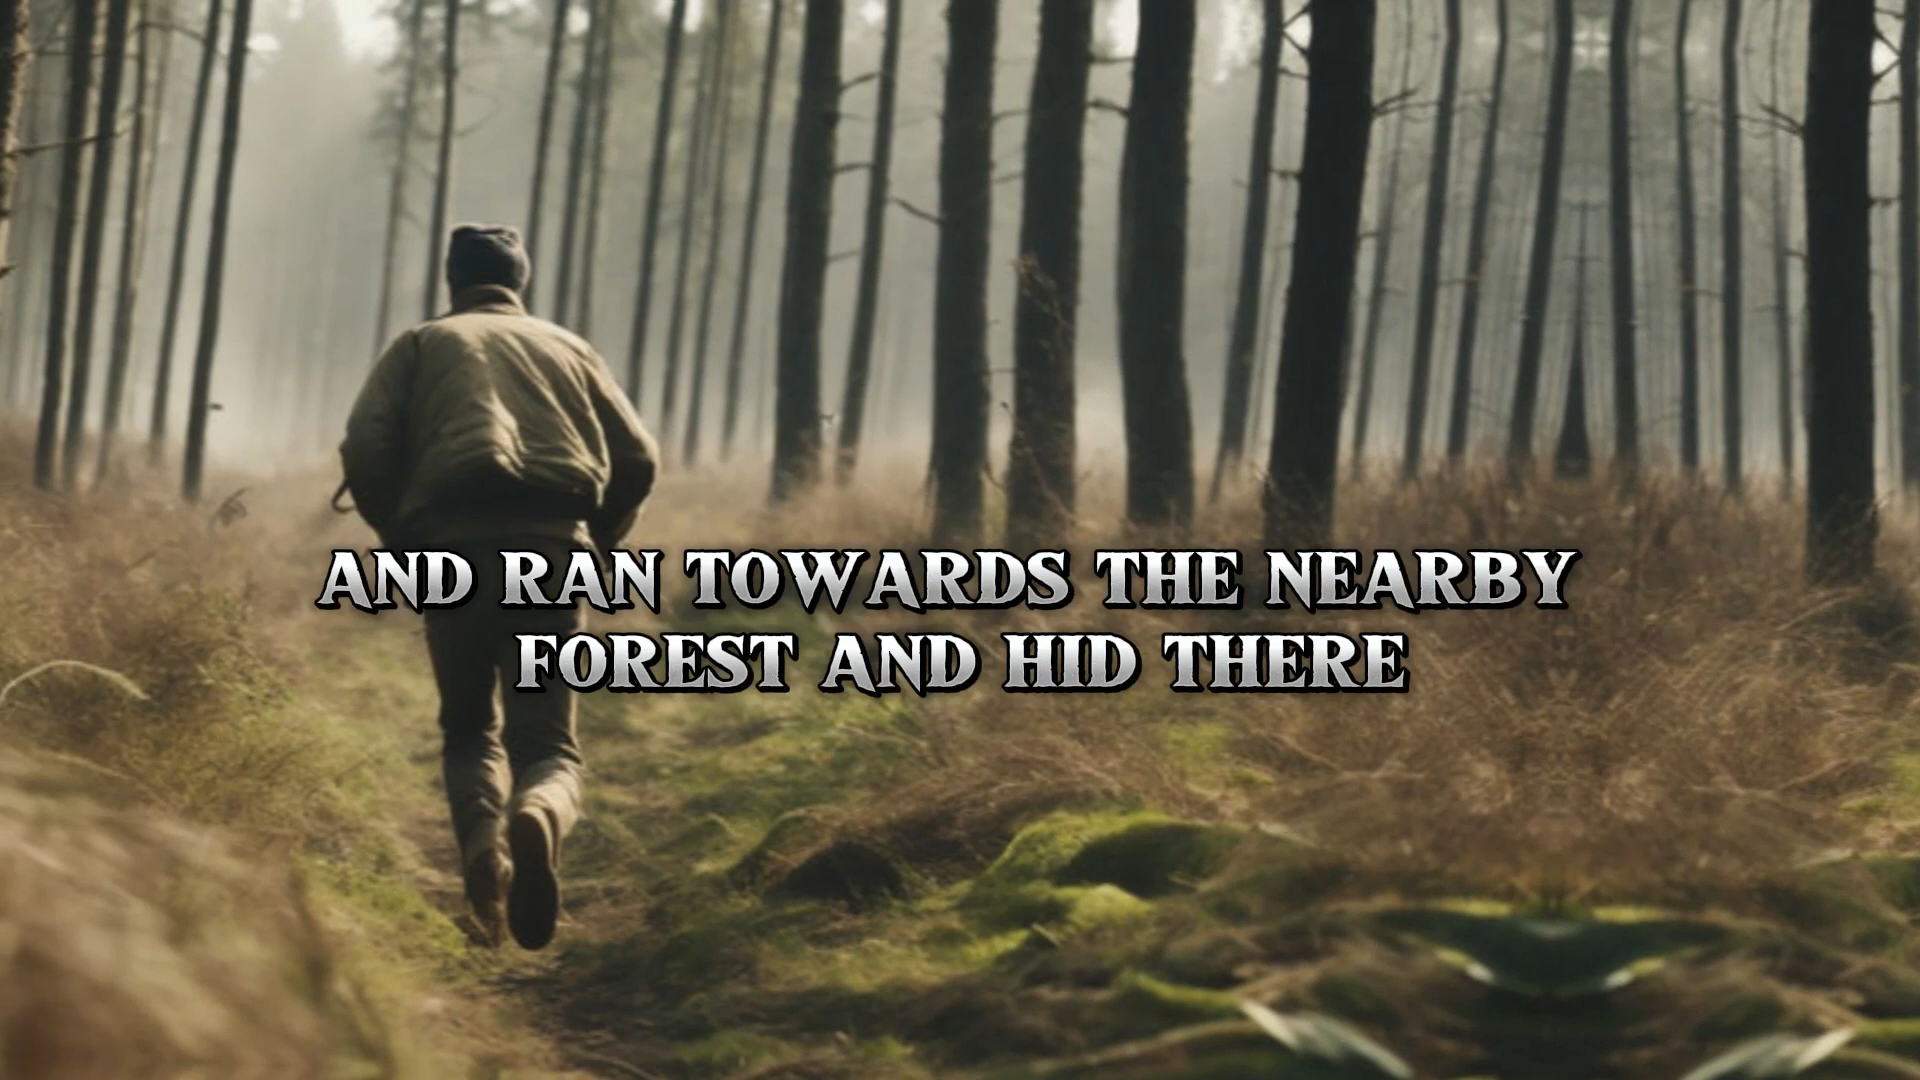 AND RAN TOWARDS THE NEARBY
FOREST AND HID THERE